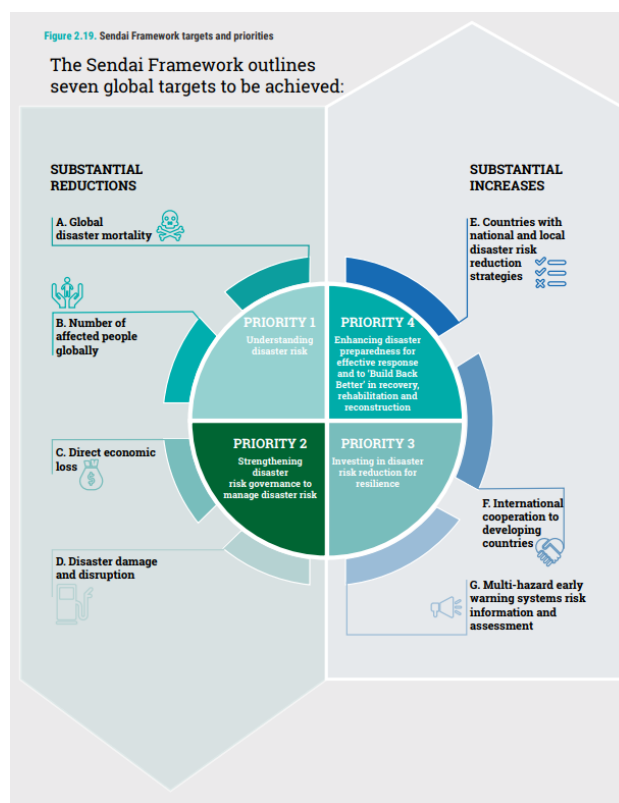 Figure 2.19. Sendai Framework targets and priorities
The Sendai Framework outlines
seven global targets to be achieved:
SUBSTANTIAL
REDUCTIONS
A. Global
disaster mortality
B. Number of
affected people
globally
C. Direct economic
loss
$
D. Disaster damage
and disruption
PRIORITY 1
Understanding
disaster risk
PRIORITY 4
Enhancing disaster
preparedness for
effective response
and to 'Build Back
Better' in recovery,
rehabilitation and
reconstruction
PRIORITY 2
Strengthening
disaster
risk governance to
manage disaster risk
PRIORITY 3
Investing in disaster
risk reduction for
resilience
SUBSTANTIAL
INCREASES
E. Countries with
national and local
disaster risk
reduction
strategies
F. International
cooperation to
developing
countries
G. Multi-hazard early
warning systems risk
information and
assessment